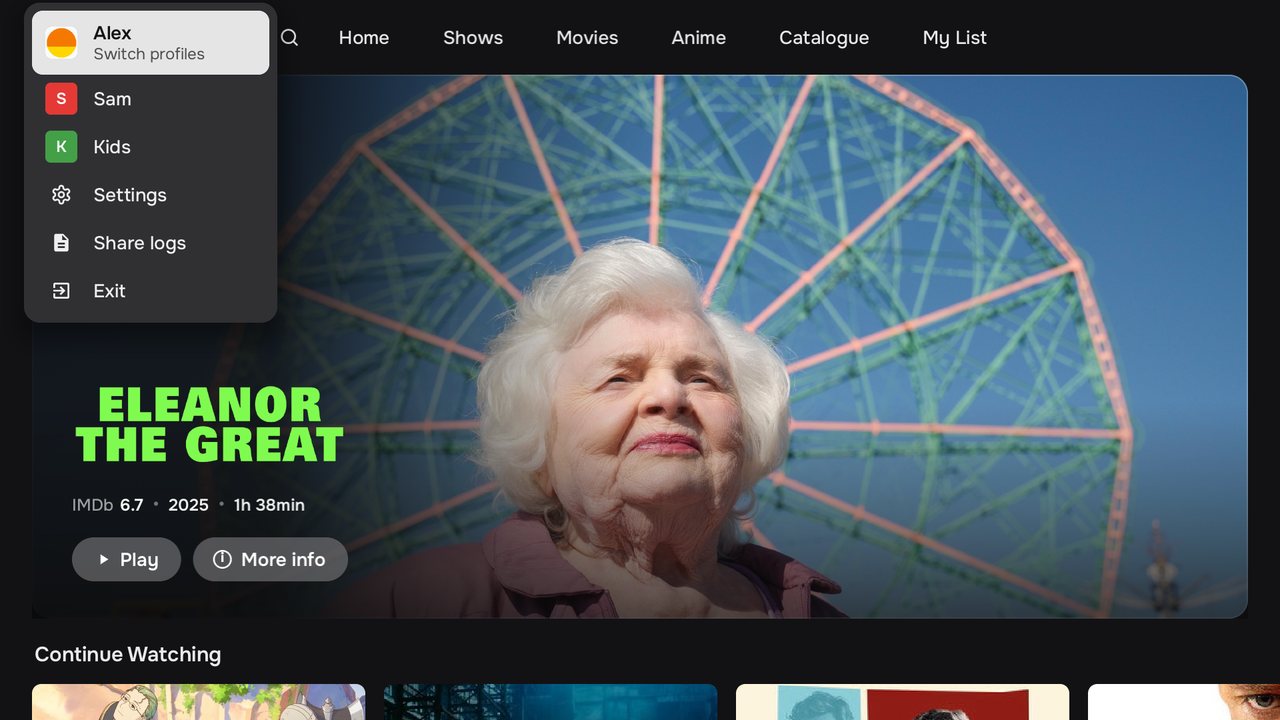 Alex
Switch profiles
S Sam
K Kids
Settings
Share logs
Exit
Home Shows Movies Anime Catalogue My List
ELEANOR
THE GREAT
IMDb 6.7 • 2025 • 1h 38min
Play More info
Continue Watching